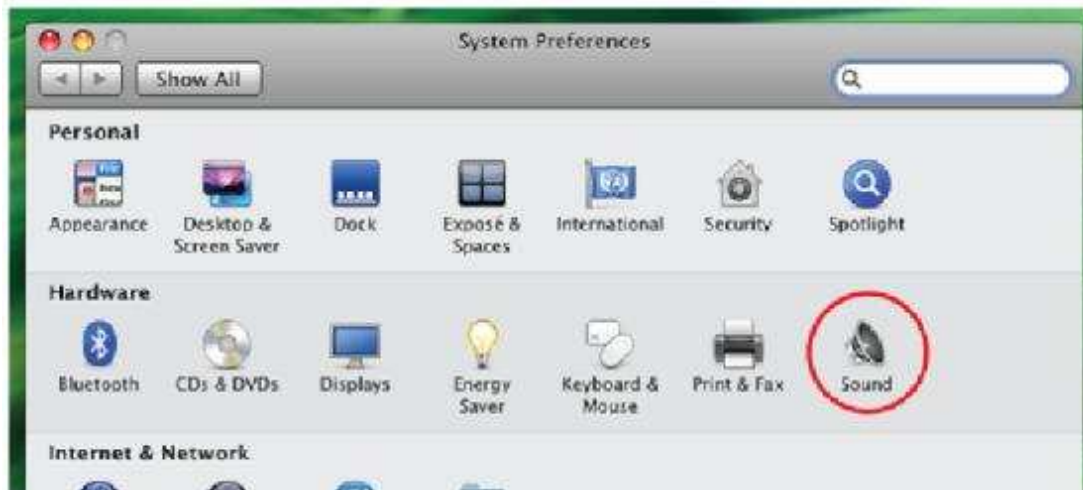 System Preferences
Show All
Personal
Appearance
Desktop &
Screen Saver
Dock
Exposé &
Spaces
International
Security
Spotlight
Hardware
Bluetooth
CDs & DVDs
Displays
Energy
Saver
Keyboard &
Mouse
Print & Fax
Sound
Internet & Network